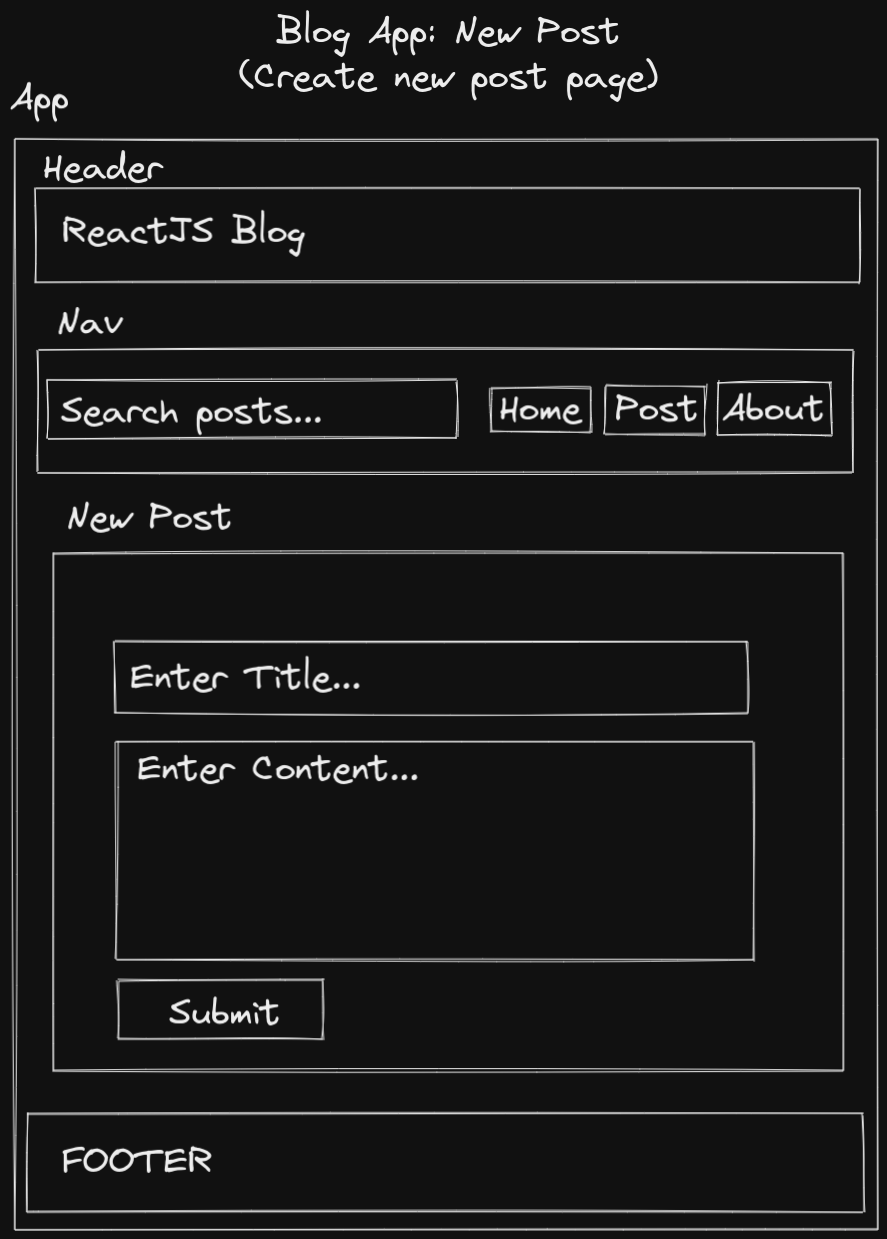 Blog App: New Post
(Create new post page)
App
Header
ReactJS Blog
Nav
Search posts... Home Post About
New Post
Enter Title...
Enter Content...
Submit
FOOTER